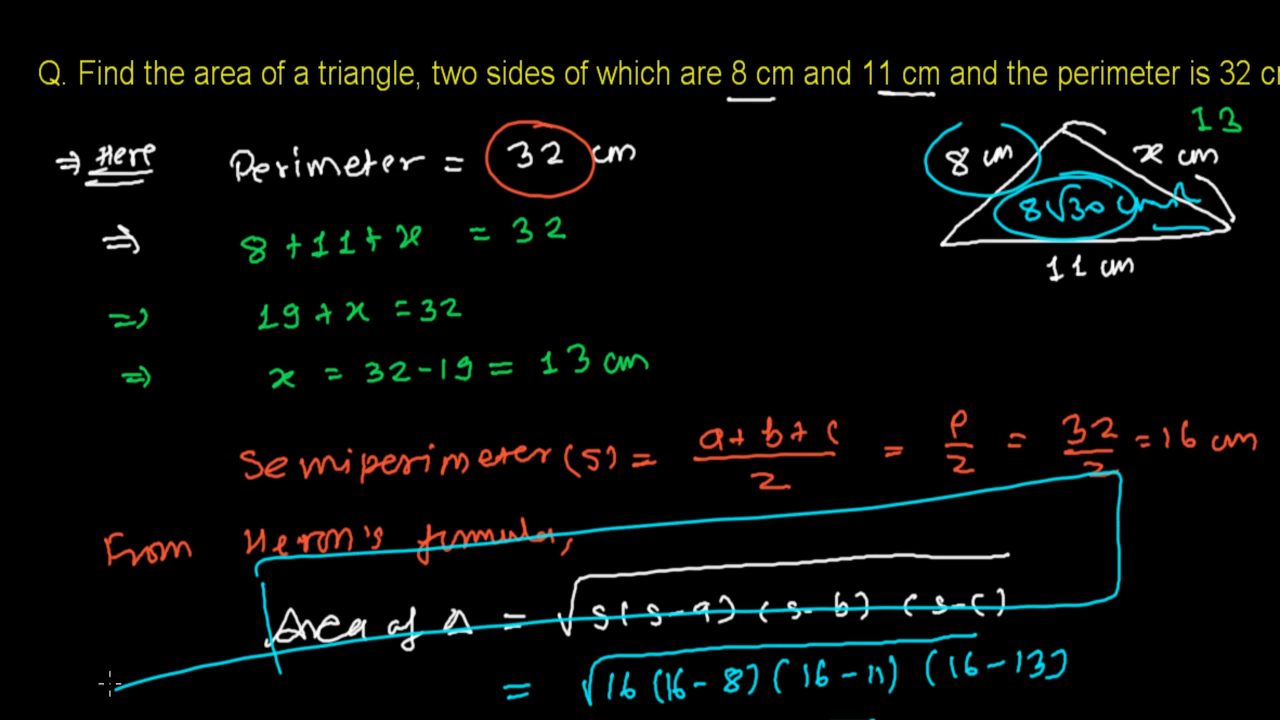 Q. Find the area of a triangle, two sides of which are 8 cm and 11 cm and the perimeter is 32 c
⇒ Here Perimeter = 32 cm
⇒ 8 + 11 + x = 32
⇒ 19 + x = 32
⇒ x = 32 - 19 = 13 cm
13
8 cm
x cm
8√30 cm²
11 cm
Semiperimeter (S) = a + b + c / 2 = P / 2 = 32 / 2 = 16 cm
From Heron's formula,
Area of Δ = √s(s-a) (s-b) (s-c)
= √16 (16 - 8) (16 - 11) (16 - 13)